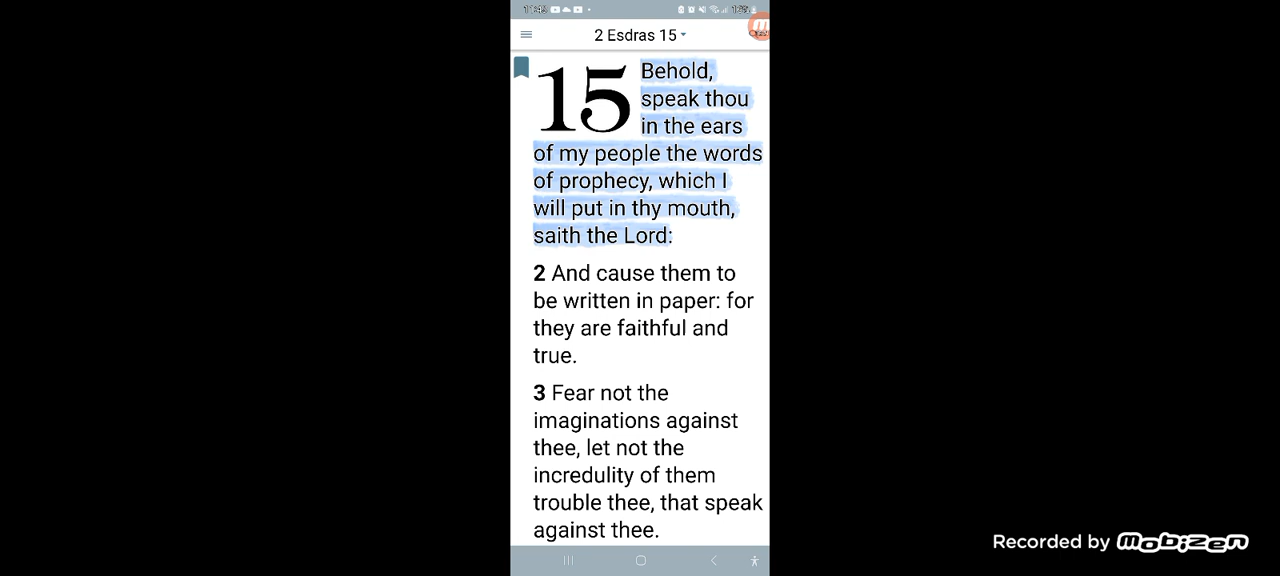 11:45
2 Esdras 15
15 Behold,
speak thou
in the ears
of my people the words
of prophecy, which I
will put in thy mouth,
saith the Lord:
2 And cause them to
be written in paper: for
they are faithful and
true.
3 Fear not the
imaginations against
thee, let not the
incredulity of them
trouble thee, that speak
against thee.
Recorded by mobizen